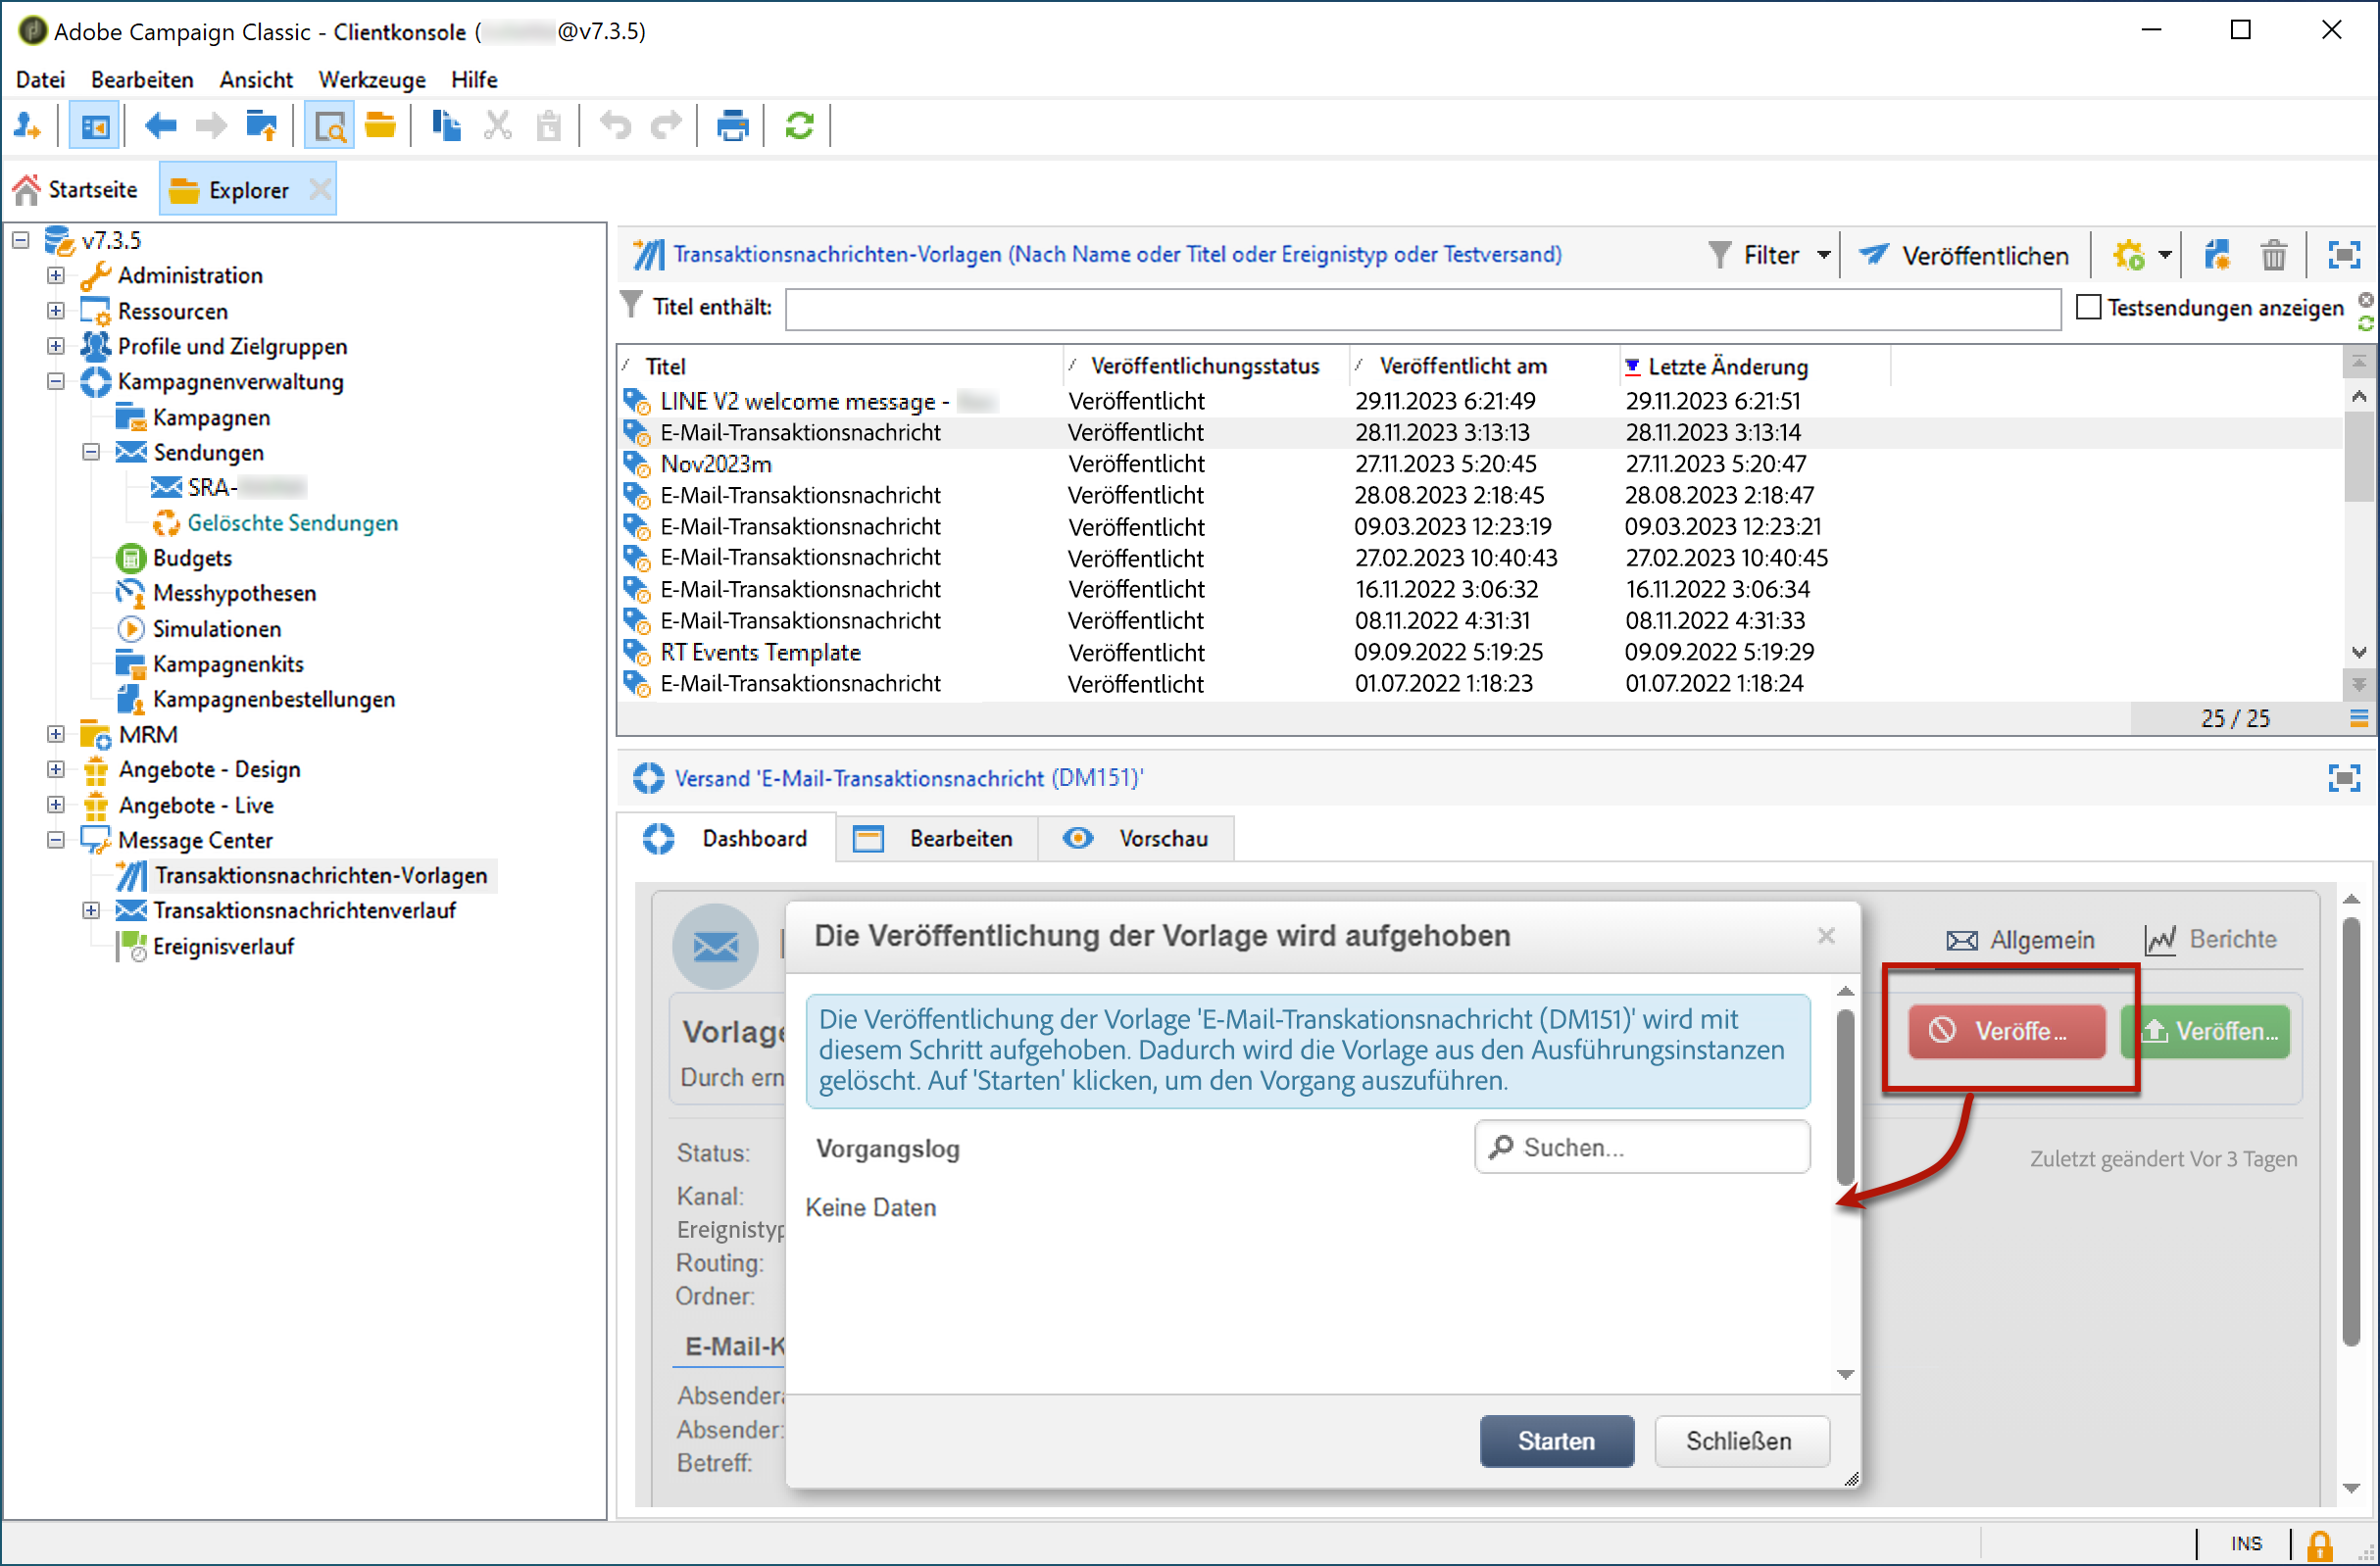 Adobe Campaign Classic - Clientkonsole ( @v7.3.5)
Datei Bearbeiten Ansicht Werkzeuge Hilfe
Startseite Explorer
v7.3.5
Administration
Ressourcen
Profile und Zielgruppen
Kampagnenverwaltung
Kampagnen
Sendungen
SRA-
Gelöschte Sendungen
Budgets
Messhypothesen
Simulationen
Kampagnenkits
Kampagnenbestellungen
MRM
Angebote - Design
Angebote - Live
Message Center
Transaktionsnachrichten-Vorlagen
Transaktionsnachrichtenverlauf
Ereignisverlauf
Transaktionsnachrichten-Vorlagen (Nach Name oder Titel oder Ereignistyp oder Testversand) Filter Veröffentlichen
Titel enthält: Testsendungen anzeigen
Titel Veröffentlichungsstatus Veröffentlicht am Letzte Änderung
LINE V2 welcome message - Veröffentlicht 29.11.2023 6:21:49 29.11.2023 6:21:51
E-Mail-Transaktionsnachricht Veröffentlicht 28.11.2023 3:13:13 28.11.2023 3:13:14
Nov2023m Veröffentlicht 27.11.2023 5:20:45 27.11.2023 5:20:47
E-Mail-Transaktionsnachricht Veröffentlicht 28.08.2023 2:18:45 28.08.2023 2:18:47
E-Mail-Transaktionsnachricht Veröffentlicht 09.03.2023 12:23:19 09.03.2023 12:23:21
E-Mail-Transaktionsnachricht Veröffentlicht 27.02.2023 10:40:43 27.02.2023 10:40:45
E-Mail-Transaktionsnachricht Veröffentlicht 16.11.2022 3:06:32 16.11.2022 3:06:34
E-Mail-Transaktionsnachricht Veröffentlicht 08.11.2022 4:31:31 08.11.2022 4:31:33
RT Events Template Veröffentlicht 09.09.2022 5:19:25 09.09.2022 5:19:29
E-Mail-Transaktionsnachricht Veröffentlicht 01.07.2022 1:18:23 01.07.2022 1:18:24
25 / 25
Versand 'E-Mail-Transaktionsnachricht (DM151)'
Dashboard Bearbeiten Vorschau
Allgemein Berichte
Vorlage
Durch ern
Veröffe... Veröffen...
Zuletzt geändert Vor 3 Tagen
Status:
Kanal:
Ereignistyp
Routing:
Ordner:
E-Mail-K
Absendera
Absender:
Betreff:
Die Veröffentlichung der Vorlage wird aufgehoben
Die Veröffentlichung der Vorlage 'E-Mail-Transkationsnachricht (DM151)' wird mit
diesem Schritt aufgehoben. Dadurch wird die Vorlage aus den Ausführungsinstanzen
gelöscht. Auf 'Starten' klicken, um den Vorgang auszuführen.
Vorgangslog Suchen...
Keine Daten
Starten Schließen
INS